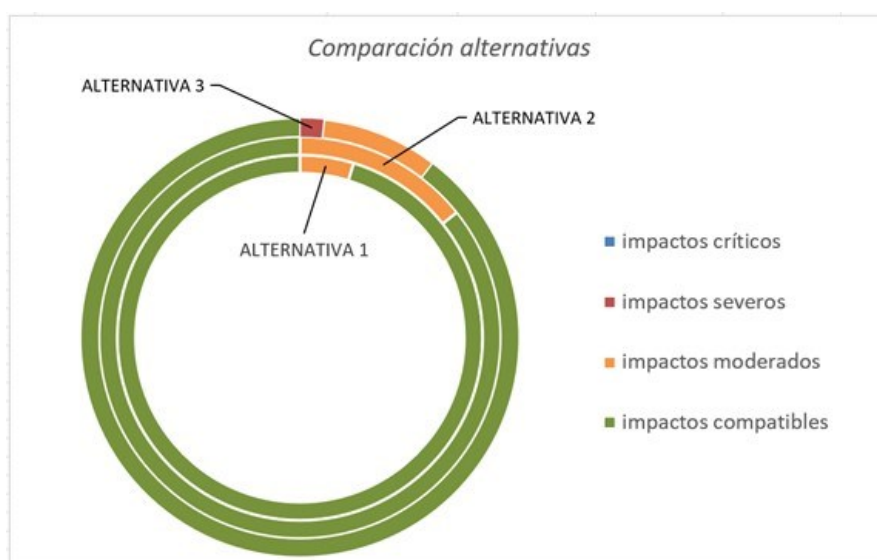 Comparación alternativas
ALTERNATIVA 3
ALTERNATIVA 2
ALTERNATIVA 1
impactos críticos
impactos severos
impactos moderados
impactos compatibles